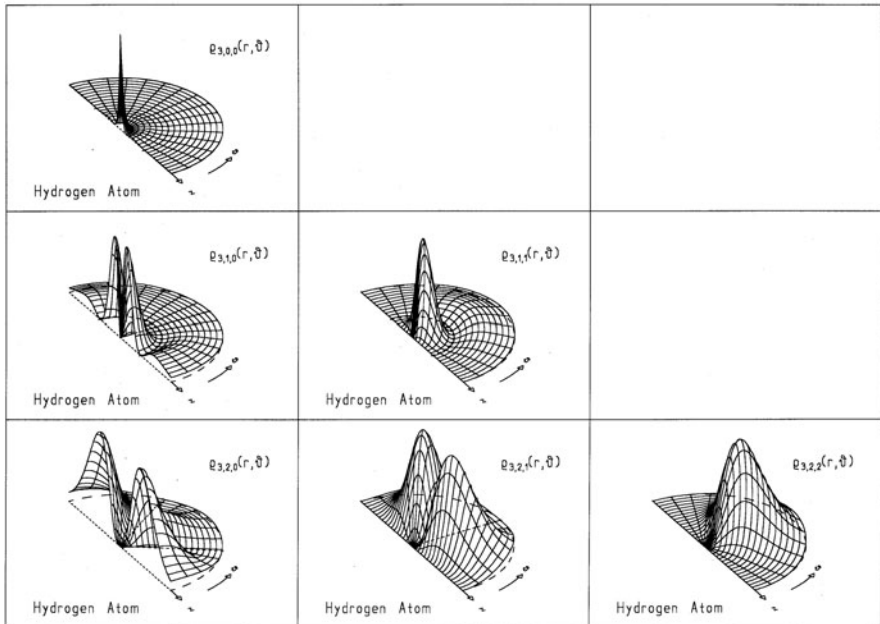 ϱ₃,₀,₀(r,ϑ)
ϑ
z
Hydrogen Atom
ϱ₃,₁,₀(r,ϑ)
ϑ
z
Hydrogen Atom
ϱ₃,₁,₁(r,ϑ)
ϑ
z
Hydrogen Atom
ϱ₃,₂,₀(r,ϑ)
ϑ
z
Hydrogen Atom
ϱ₃,₂,₁(r,ϑ)
ϑ
z
Hydrogen Atom
ϱ₃,₂,₂(r,ϑ)
ϑ
z
Hydrogen Atom